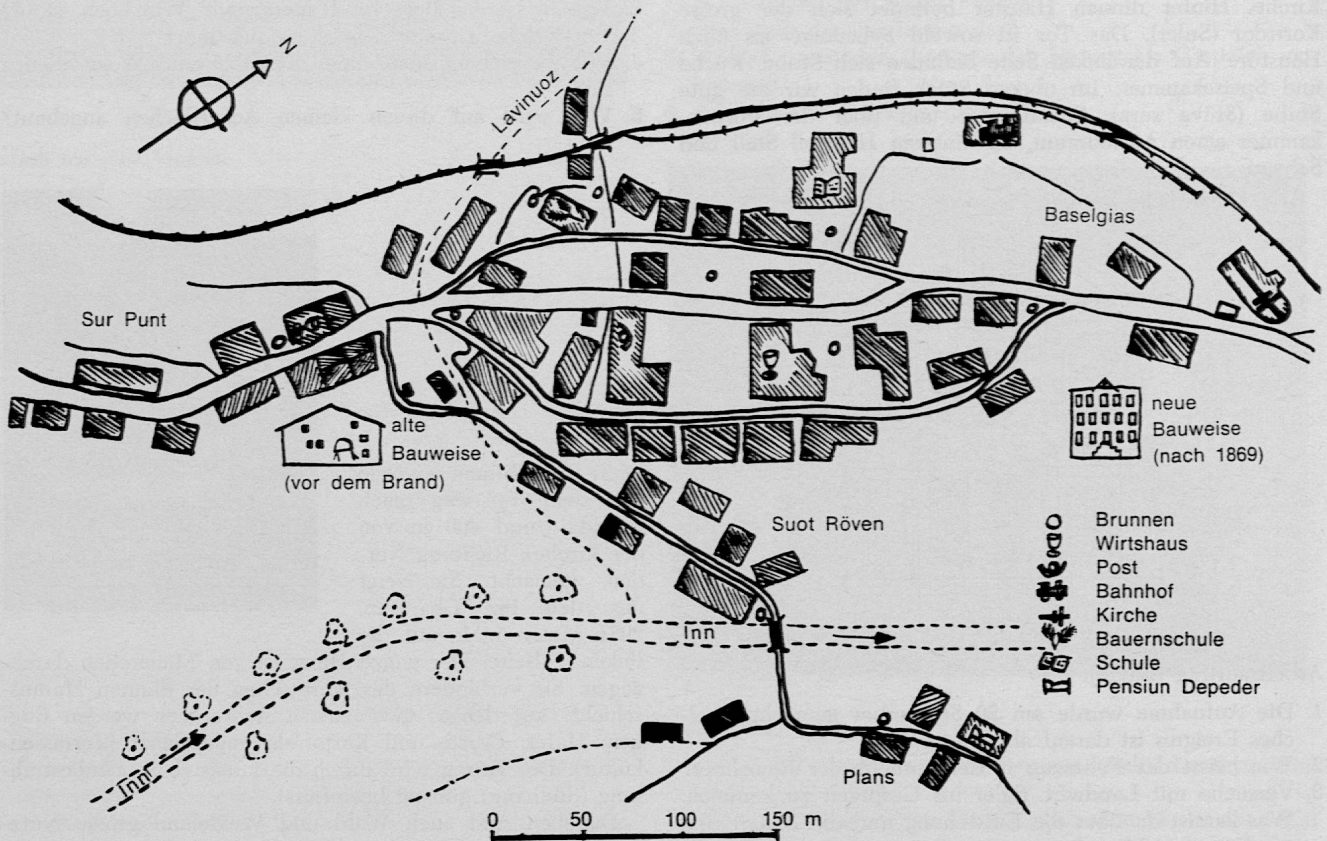 N
Lavinuoz
Baselgias
Sur Punt
alte
Bauweise
(vor dem Brand)
neue
Bauweise
(nach 1869)
Suot Röven
Brunnen
Wirtshaus
Post
Bahnhof
Kirche
Bauernschule
Schule
Pensiun Depeder
Inn
Inn
Plans
0 50 100 150 m